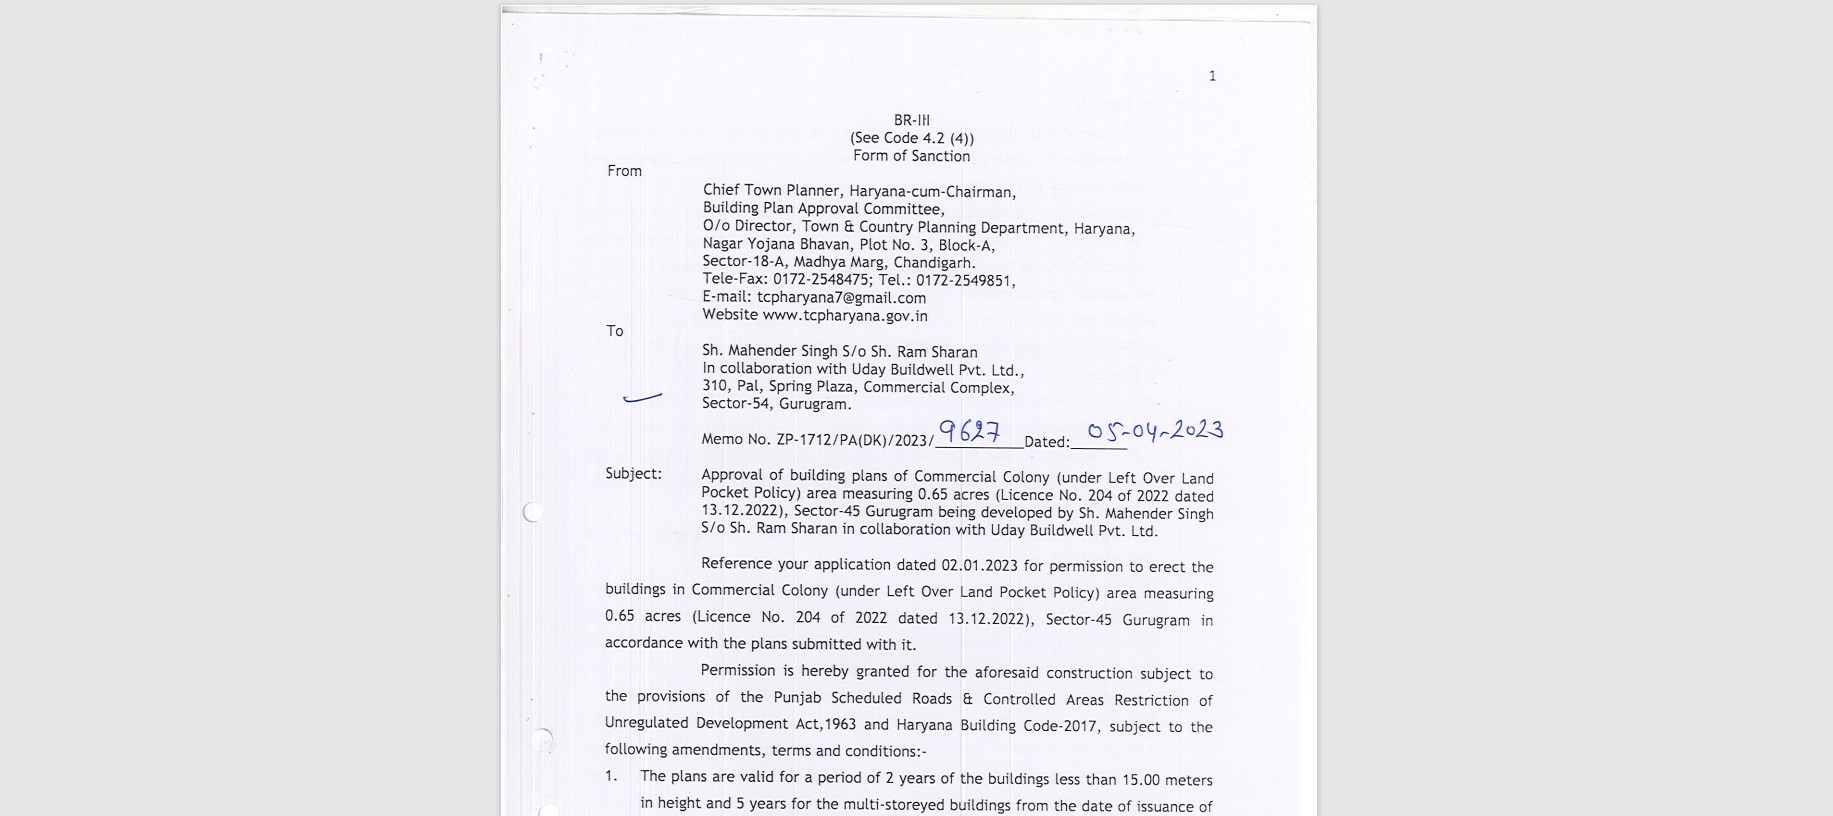 1
BR-III
(See Code 4.2 (4))
Form of Sanction
From
Chief Town Planner, Haryana-cum-Chairman,
Building Plan Approval Committee,
O/o Director, Town & Country Planning Department, Haryana,
Nagar Yojana Bhavan, Plot No. 3, Block-A,
Sector-18-A, Madhya Marg, Chandigarh.
Tele-Fax: 0172-2548475; Tel.: 0172-2549851,
E-mail: tcpharyana7@gmail.com
Website www.tcpharyana.gov.in
To
Sh. Mahender Singh S/o Sh. Ram Sharan
In collaboration with Uday Buildwell Pvt. Ltd.,
310, Pal, Spring Plaza, Commercial Complex,
Sector-54, Gurugram.
Memo No. ZP-1712/PA(DK)/2023/ 9627 Dated: 05-04-2023
Subject: Approval of building plans of Commercial Colony (under Left Over Land
Pocket Policy) area measuring 0.65 acres (Licence No. 204 of 2022 dated
13.12.2022), Sector-45 Gurugram being developed by Sh. Mahender Singh
S/o Sh. Ram Sharan in collaboration with Uday Buildwell Pvt. Ltd.
Reference your application dated 02.01.2023 for permission to erect the
buildings in Commercial Colony (under Left Over Land Pocket Policy) area measuring
0.65 acres (Licence No. 204 of 2022 dated 13.12.2022), Sector-45 Gurugram in
accordance with the plans submitted with it.
Permission is hereby granted for the aforesaid construction subject to
the provisions of the Punjab Scheduled Roads & Controlled Areas Restriction of
Unregulated Development Act,1963 and Haryana Building Code-2017, subject to the
following amendments, terms and conditions:-
1. The plans are valid for a period of 2 years of the buildings less than 15.00 meters
in height and 5 years for the multi-storeyed buildings from the date of issuance of